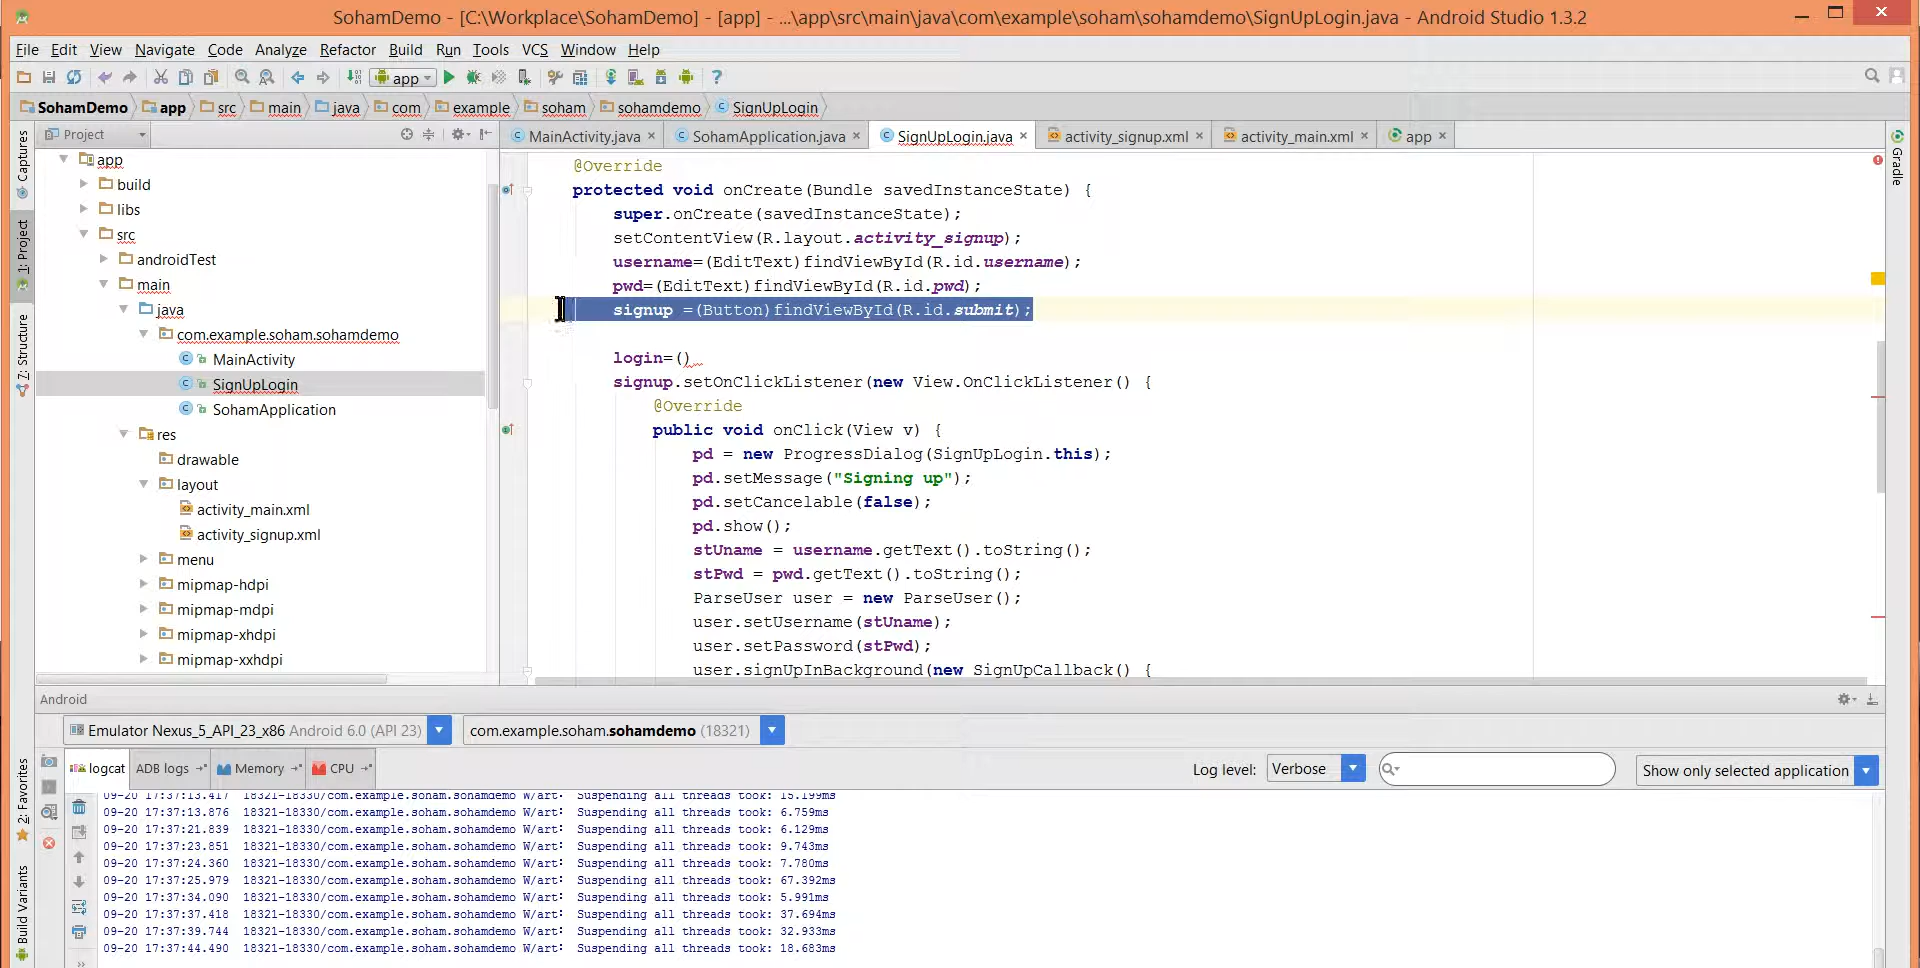 SohamDemo - [C:\Workplace\SohamDemo] - [app] - ...\app\src\main\java\com\example\soham\sohamdemo\SignUpLogin.java - Android Studio 1.3.2
File Edit View Navigate Code Analyze Refactor Build Run Tools VCS Window Help
app
SohamDemo app src main java com example soham sohamdemo SignUpLogin
Project
MainActivity.java SohamApplication.java SignUpLogin.java activity_signup.xml activity_main.xml app
Captures
1: Project
7: Structure
2: Favorites
Build Variants
Gradle
app
build
libs
src
androidTest
main
java
com.example.soham.sohamdemo
MainActivity
SignUpLogin
SohamApplication
res
drawable
layout
activity_main.xml
activity_signup.xml
menu
mipmap-hdpi
mipmap-mdpi
mipmap-xhdpi
mipmap-xxhdpi
@Override
protected void onCreate(Bundle savedInstanceState) {
super.onCreate(savedInstanceState);
setContentView(R.layout.activity_signup);
username=(EditText)findViewById(R.id.username);
pwd=(EditText)findViewById(R.id.pwd);
signup =(Button)findViewById(R.id.submit);
login=()
signup.setOnClickListener(new View.OnClickListener() {
@Override
public void onClick(View v) {
pd = new ProgressDialog(SignUpLogin.this);
pd.setMessage("Signing up");
pd.setCancelable(false);
pd.show();
stUname = username.getText().toString();
stPwd = pwd.getText().toString();
ParseUser user = new ParseUser();
user.setUsername(stUname);
user.setPassword(stPwd);
user.signUpInBackground(new SignUpCallback() {
Android
Emulator Nexus_5_API_23_x86 Android 6.0 (API 23) com.example.soham.sohamdemo (18321)
logcat ADB logs Memory CPU Log level: Verbose Show only selected application
09-20 17:37:13.417 18321-18330/com.example.soham.sohamdemo W/art: Suspending all threads took: 15.199ms
09-20 17:37:13.876 18321-18330/com.example.soham.sohamdemo W/art: Suspending all threads took: 6.759ms
09-20 17:37:21.839 18321-18330/com.example.soham.sohamdemo W/art: Suspending all threads took: 6.129ms
09-20 17:37:23.851 18321-18330/com.example.soham.sohamdemo W/art: Suspending all threads took: 9.743ms
09-20 17:37:24.360 18321-18330/com.example.soham.sohamdemo W/art: Suspending all threads took: 7.780ms
09-20 17:37:25.979 18321-18330/com.example.soham.sohamdemo W/art: Suspending all threads took: 67.392ms
09-20 17:37:34.090 18321-18330/com.example.soham.sohamdemo W/art: Suspending all threads took: 5.991ms
09-20 17:37:37.418 18321-18330/com.example.soham.sohamdemo W/art: Suspending all threads took: 37.694ms
09-20 17:37:39.744 18321-18330/com.example.soham.sohamdemo W/art: Suspending all threads took: 32.933ms
09-20 17:37:44.490 18321-18330/com.example.soham.sohamdemo W/art: Suspending all threads took: 18.683ms